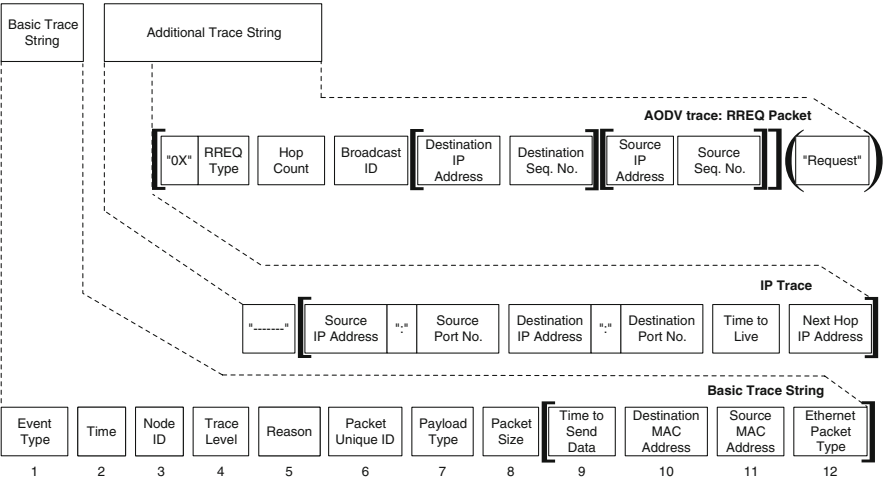 Basic Trace
String
Additional Trace String
AODV trace: RREQ Packet
"0X"
RREQ
Type
Hop
Count
Broadcast
ID
Destination
IP
Address
Destination
Seq. No.
Source
IP
Address
Source
Seq. No.
"Request"
IP Trace
"-------"
Source
IP Address
":"
Source
Port No.
Destination
IP Address
":"
Destination
Port No.
Time to
Live
Next Hop
IP Address
Basic Trace String
Event
Type
Time
Node
ID
Trace
Level
Reason
Packet
Unique ID
Payload
Type
Packet
Size
Time to
Send
Data
Destination
MAC
Address
Source
MAC
Address
Ethernet
Packet
Type
1 2 3 4 5 6 7 8 9 10 11 12